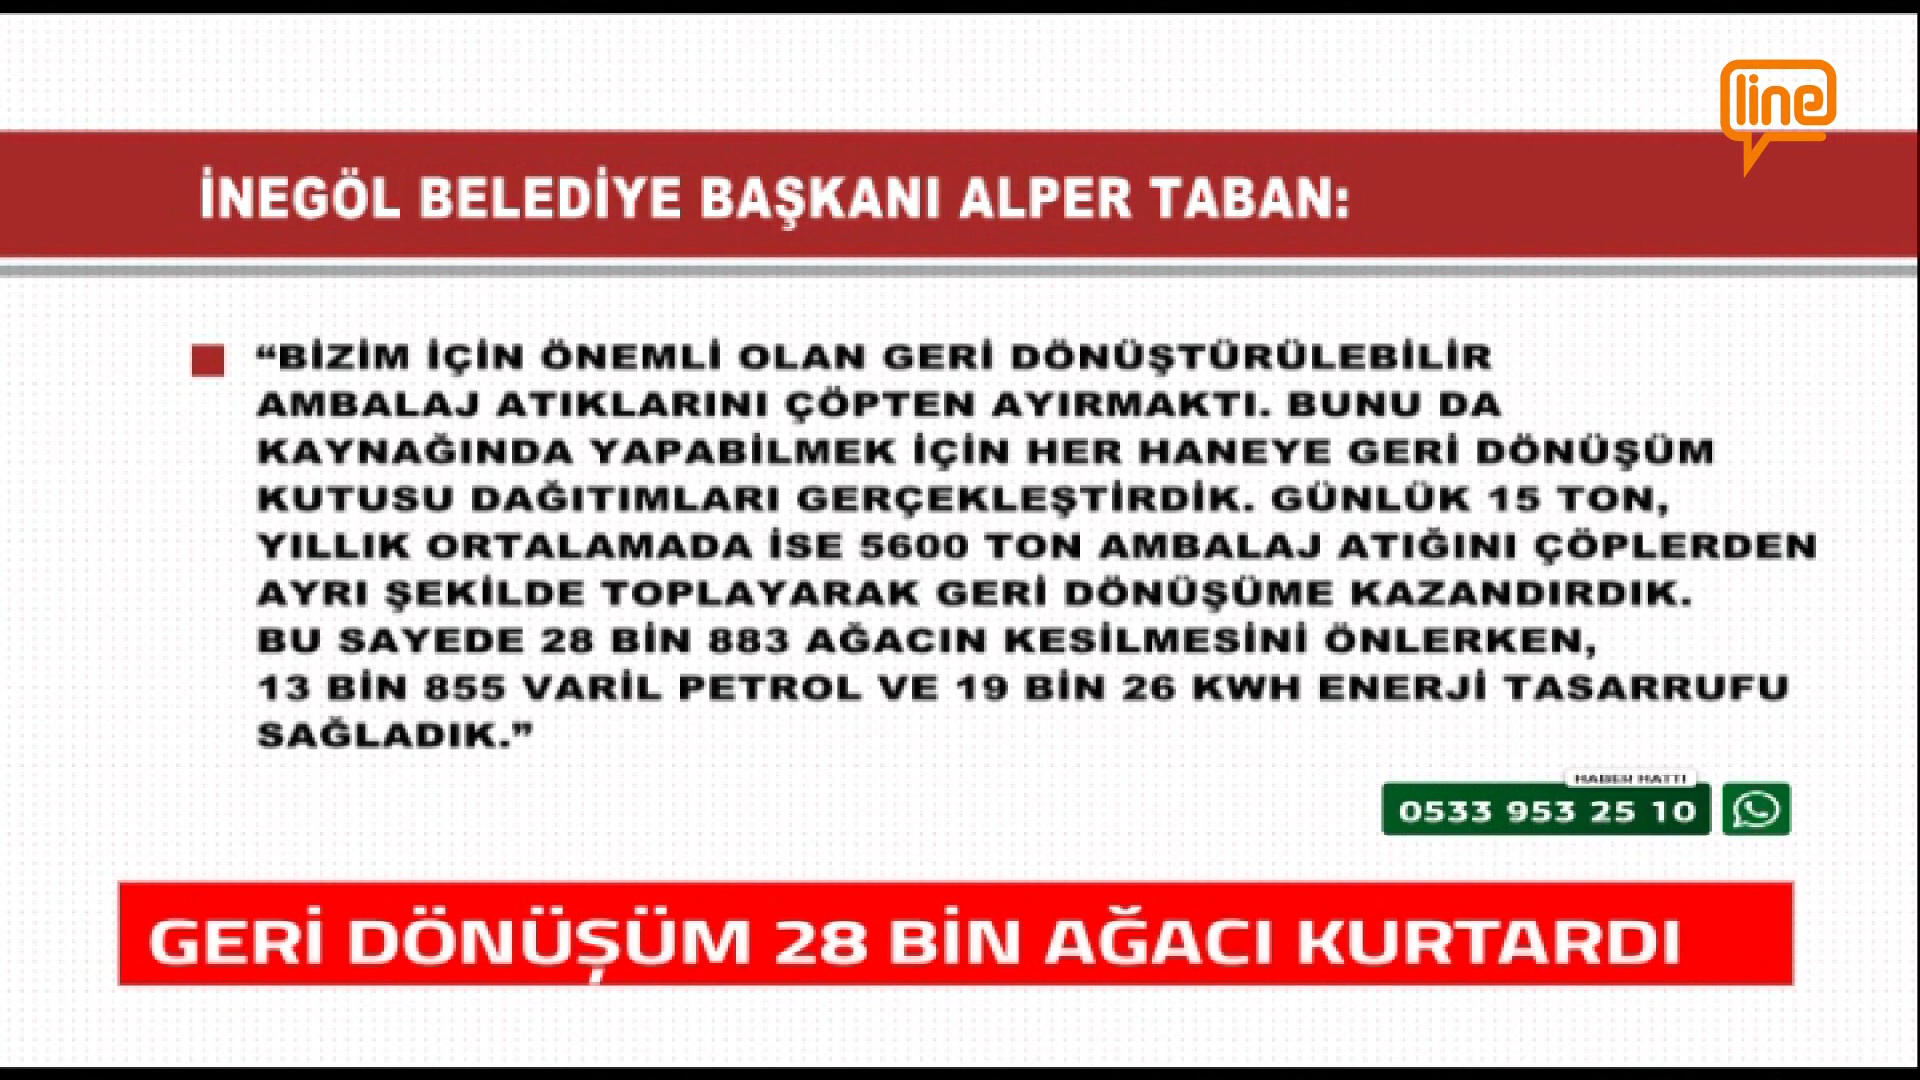 line
İNEGÖL BELEDİYE BAŞKANI ALPER TABAN:
“BİZİM İÇİN ÖNEMLİ OLAN GERİ DÖNÜŞTÜRÜLEBİLİR
AMBALAJ ATIKLARINI ÇÖPTEN AYIRMAKTI. BUNU DA
KAYNAĞINDA YAPABİLMEK İÇİN HER HANEYE GERİ DÖNÜŞÜM
KUTUSU DAĞITIMLARI GERÇEKLEŞTİRDİK. GÜNLÜK 15 TON,
YILLIK ORTALAMADA İSE 5600 TON AMBALAJ ATIĞINI ÇÖPLERDEN
AYRI ŞEKİLDE TOPLAYARAK GERİ DÖNÜŞÜME KAZANDIRDIK.
BU SAYEDE 28 BİN 883 AĞACIN KESİLMESİNİ ÖNLERKEN,
13 BİN 855 VARİL PETROL VE 19 BİN 26 KWH ENERJİ TASARRUFU
SAĞLADIK.”
HABER HATTI
0533 953 25 10
GERİ DÖNÜŞÜM 28 BİN AĞACI KURTARDI